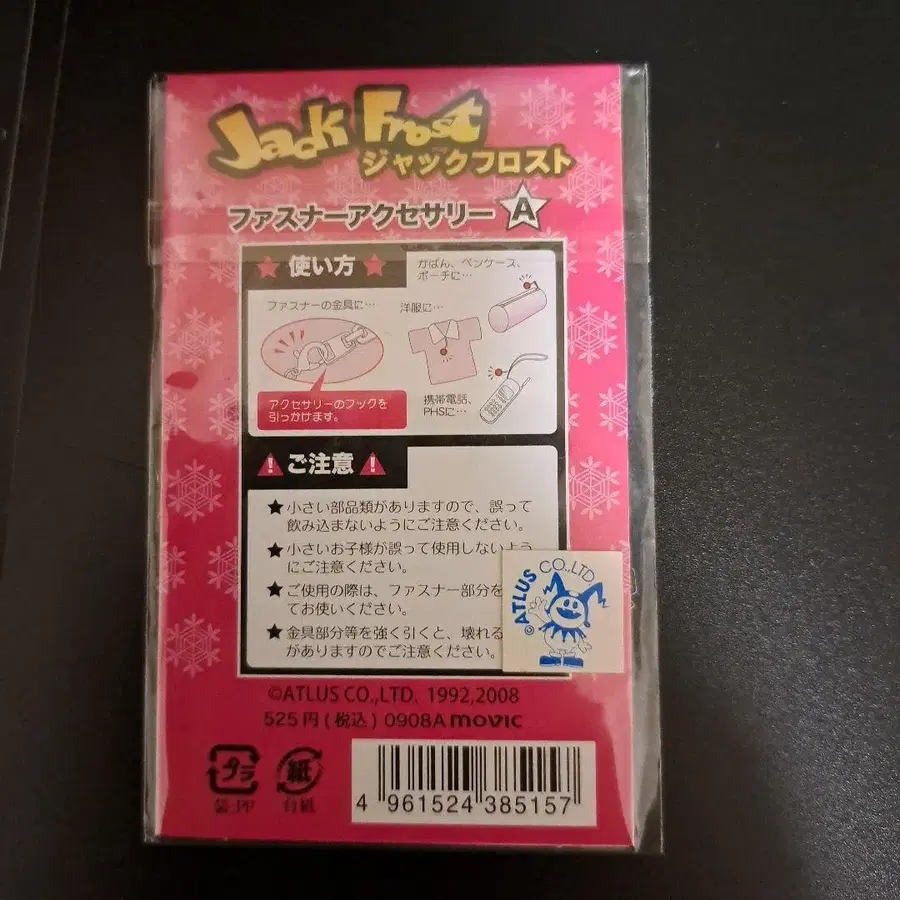 Jack Frost
ジャックフロスト
ファスナーアクセサリー A
使い方
ファスナーの金具に…
アクセサリーのフックを
引っかけます。
かばん、ペンケース、
ポーチに…
洋服に…
携帯電話、
PHSに…
ご注意
★小さい部品類がありますので、誤って
飲み込まないようにご注意ください。
★小さいお子様が誤って使用しないよう
にご注意ください。
★ご使用の際は、ファスナー部分を
てお使いください。
★金具部分等を強く引くと、壊れる
がありますのでご注意ください。
©ATLUS CO.,LTD.
©ATLUS CO.,LTD. 1992,2008
525円(税込) 0908A movic
プラ
袋:PP
紙
台紙
4 961524 385157